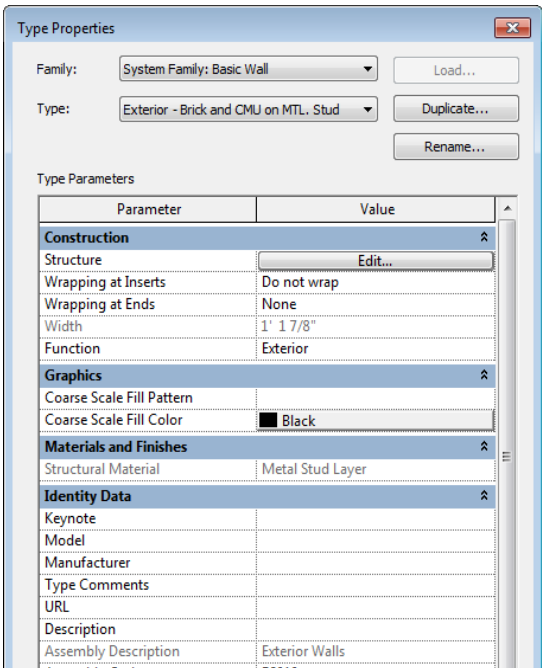 Type Properties
Family: System Family: Basic Wall Load...
Type: Exterior - Brick and CMU on MTL. Stud Duplicate...
Rename...
Type Parameters
Parameter Value
Construction
Structure Edit...
Wrapping at Inserts Do not wrap
Wrapping at Ends None
Width 1' 1 7/8"
Function Exterior
Graphics
Coarse Scale Fill Pattern
Coarse Scale Fill Color Black
Materials and Finishes
Structural Material Metal Stud Layer
Identity Data
Keynote
Model
Manufacturer
Type Comments
URL
Description
Assembly Description Exterior Walls